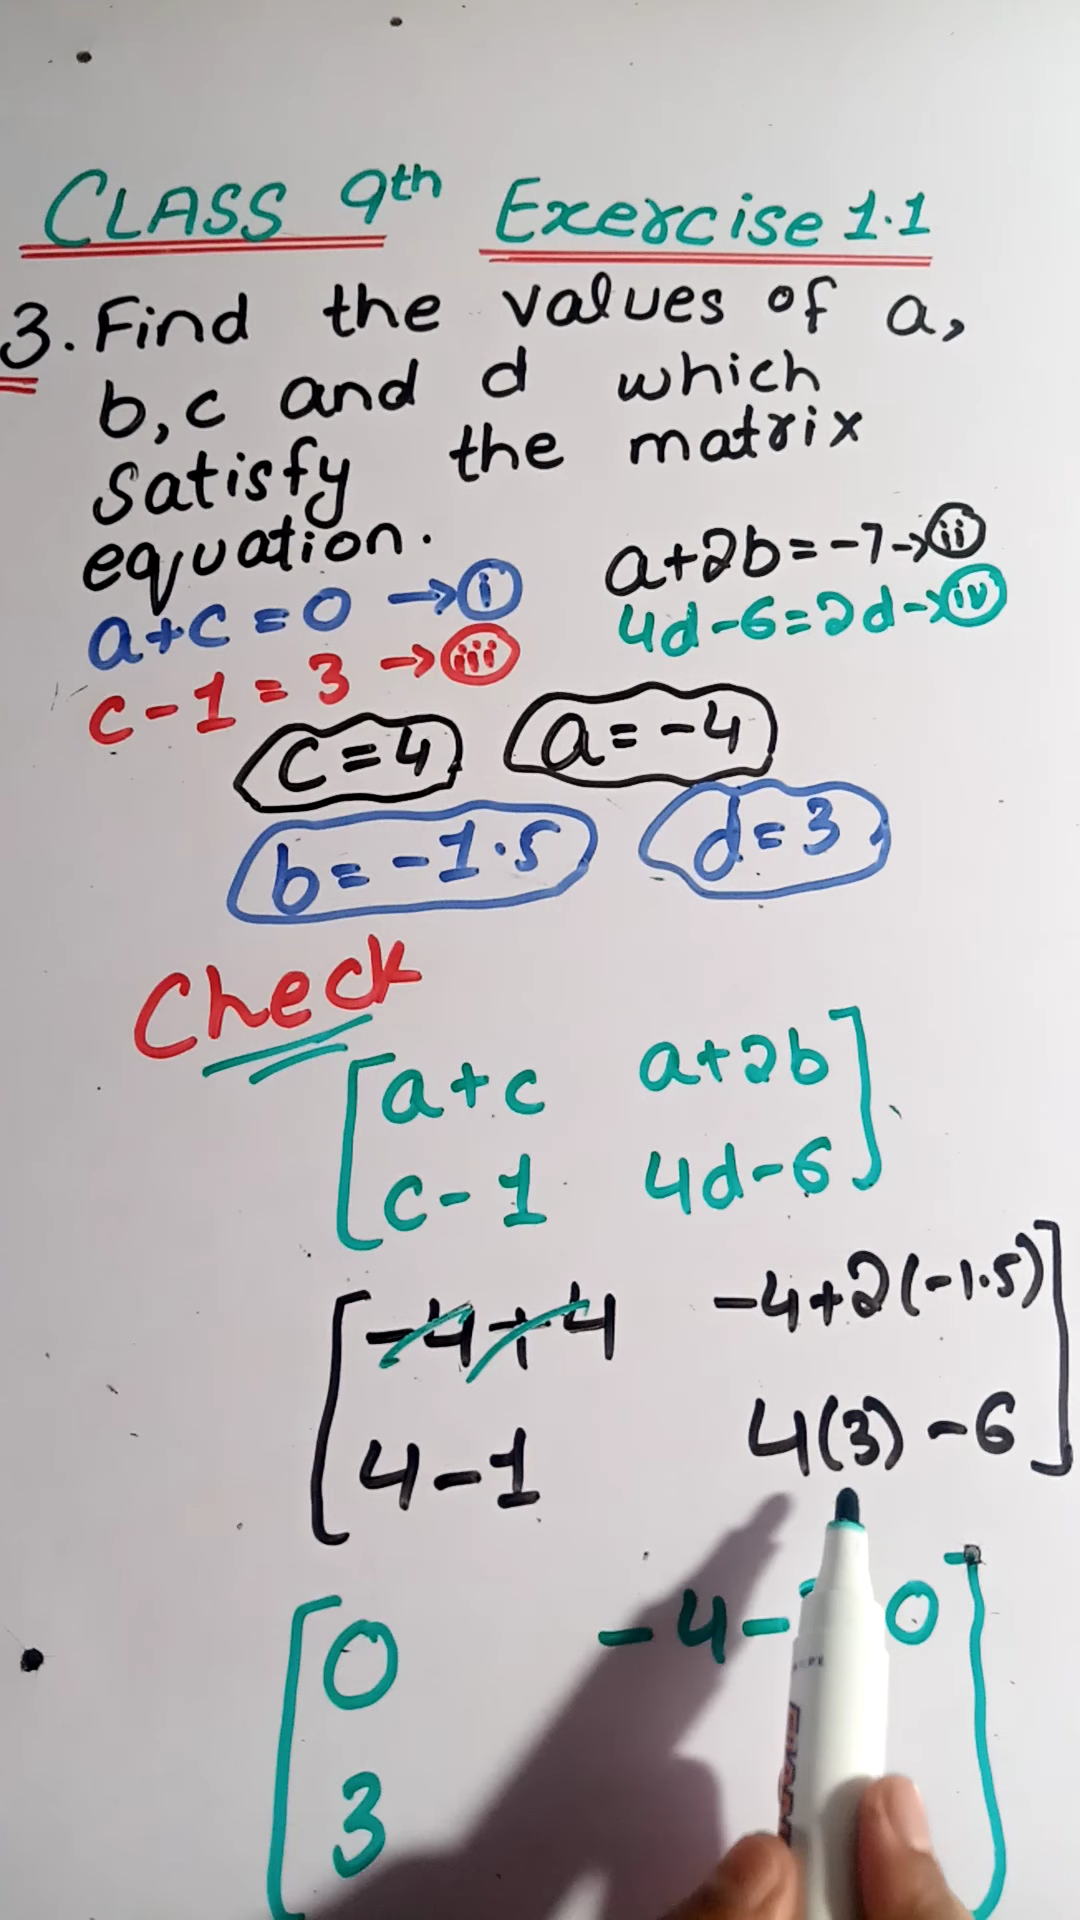 CLASS 9th Exercise 1.1
3. Find the values of a,
b, c and d which
Satisfy the matrix
equation.
a+2b=-7→(ii)
a+c=0 →(i)
4d-6=2d→(iv)
c-1=3 →(iii)
c=4 a=-4
b=-1.5 d=3
Check
[a+c a+2b]
[c-1 4d-6]
[-4+4 -4+2(-1.5)]
[4-1 4(3)-6]
[0 -4- 0]
[3 ]